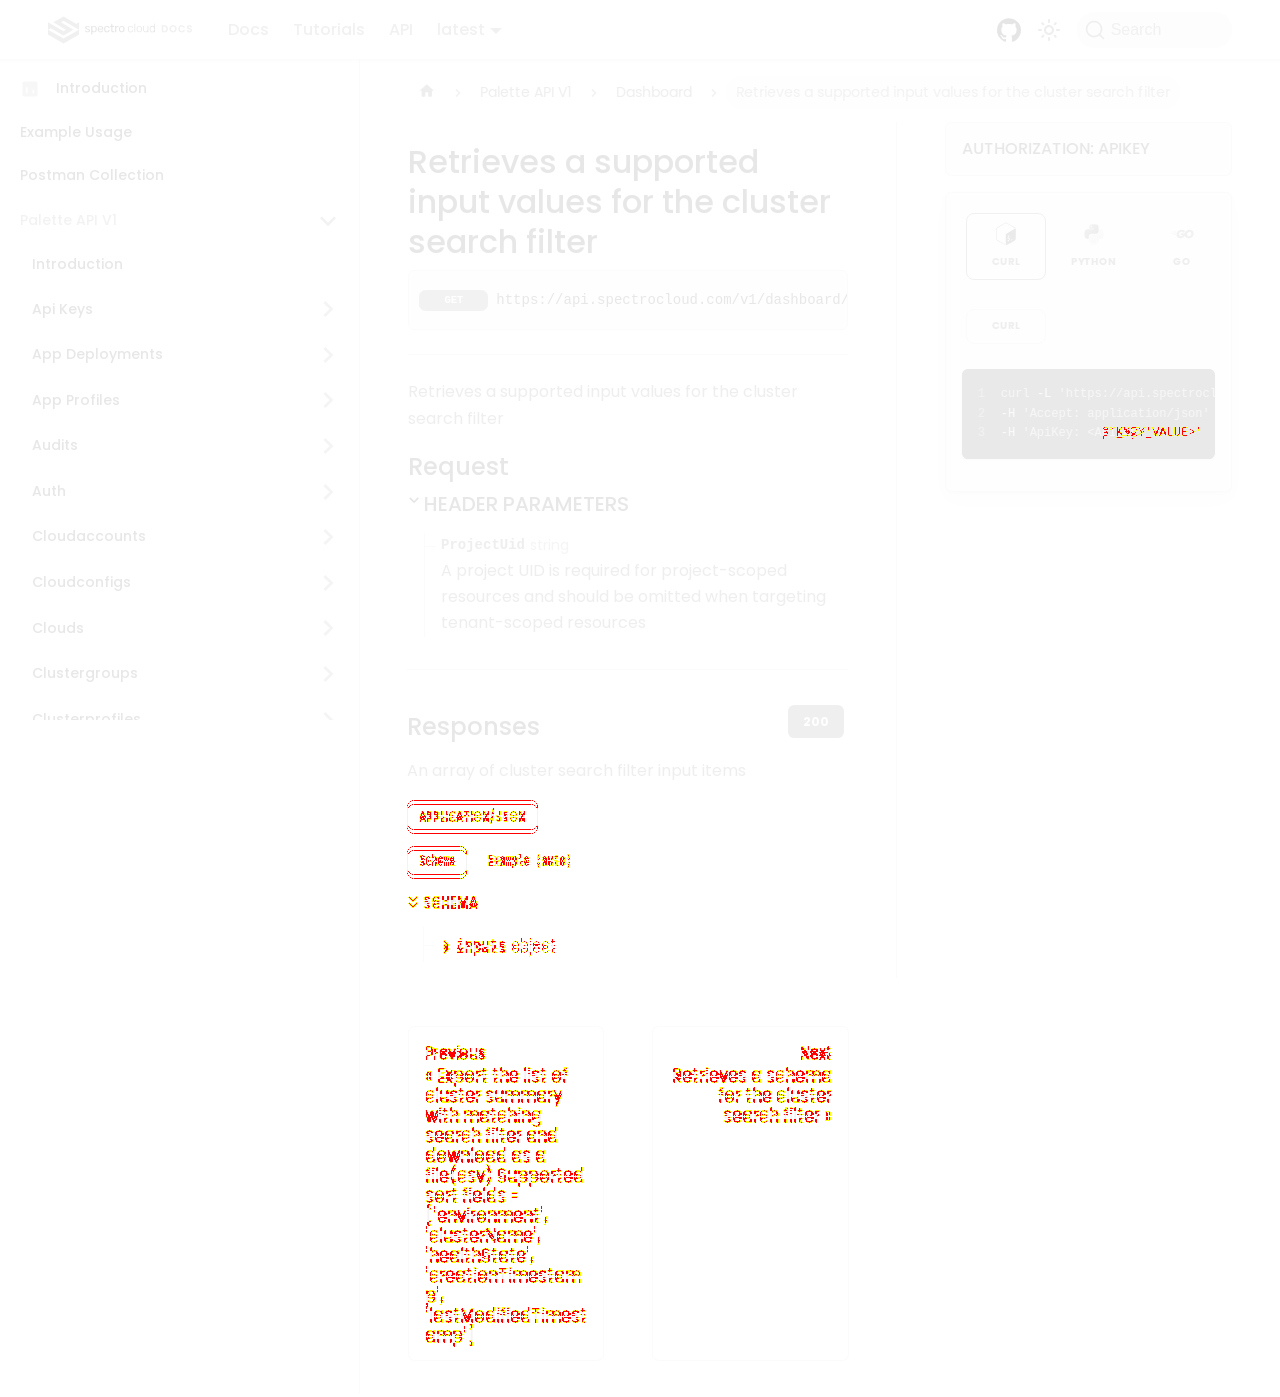 spectro cloud DOCS Docs Tutorials API latest Search
Introduction
Example Usage
Postman Collection
Palette API V1
Introduction
Api Keys
App Deployments
App Profiles
Audits
Auth
Cloudaccounts
Cloudconfigs
Clouds
Clustergroups
Clusterprofiles
Palette API V1 > Dashboard > Retrieves a supported input values for the cluster search filter
Retrieves a supported
input values for the cluster
search filter
GET https://api.spectrocloud.com/v1/dashboard/
Retrieves a supported input values for the cluster
search filter
Request
HEADER PARAMETERS
ProjectUid string
A project UID is required for project-scoped
resources and should be omitted when targeting
tenant-scoped resources
Responses
200
An array of cluster search filter input items
APPLICATION/JSON
Schema Example (auto)
SCHEMA
inputs object
Previous
« Export the list of
cluster summary
with matching
search filter and
download as a
file(csv) Supported
sort fields =
'environment',
'clusterName',
'healthState',
'creationTimestam
p',
'lastModifiedTimest
amp',
Next
Retrieves a schema
for the cluster
search filter »
AUTHORIZATION: APIKEY
CURL PYTHON GO
GO
CURL
1 curl -L 'https://api.spectrocl
2 -H 'Accept: application/json'
3 -H 'ApiKey: <API_KEY_VALUE>'